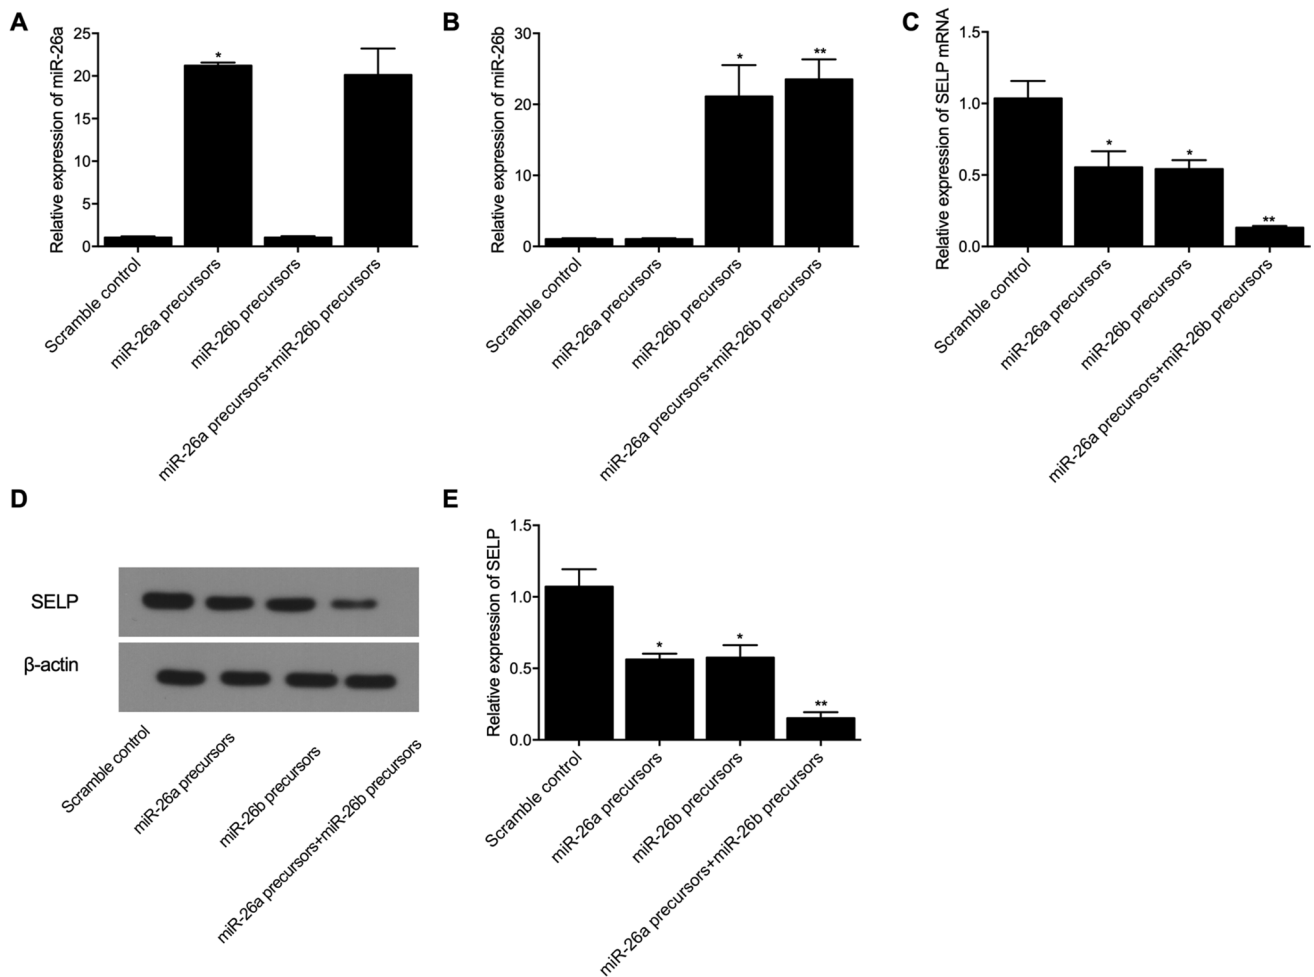 A
Relative expression of miR-26a
25
20
15
10
5
0
*
Scramble control
miR-26a precursors
miR-26b precursors
miR-26a precursors+miR-26b precursors
B
Relative expression of miR-26b
30
20
10
0
*
**
Scramble control
miR-26a precursors
miR-26b precursors
miR-26a precursors+miR-26b precursors
C
Relative expression of SELP mRNA
1.5
1.0
0.5
0.0
*
*
**
Scramble control
miR-26a precursors
miR-26b precursors
miR-26a precursors+miR-26b precursors
D
SELP
β-actin
Scramble control
miR-26a precursors
miR-26b precursors
miR-26a precursors+miR-26b precursors
E
Relative expression of SELP
1.5
1.0
0.5
0.0
*
*
**
Scramble control
miR-26a precursors
miR-26b precursors
miR-26a precursors+miR-26b precursors